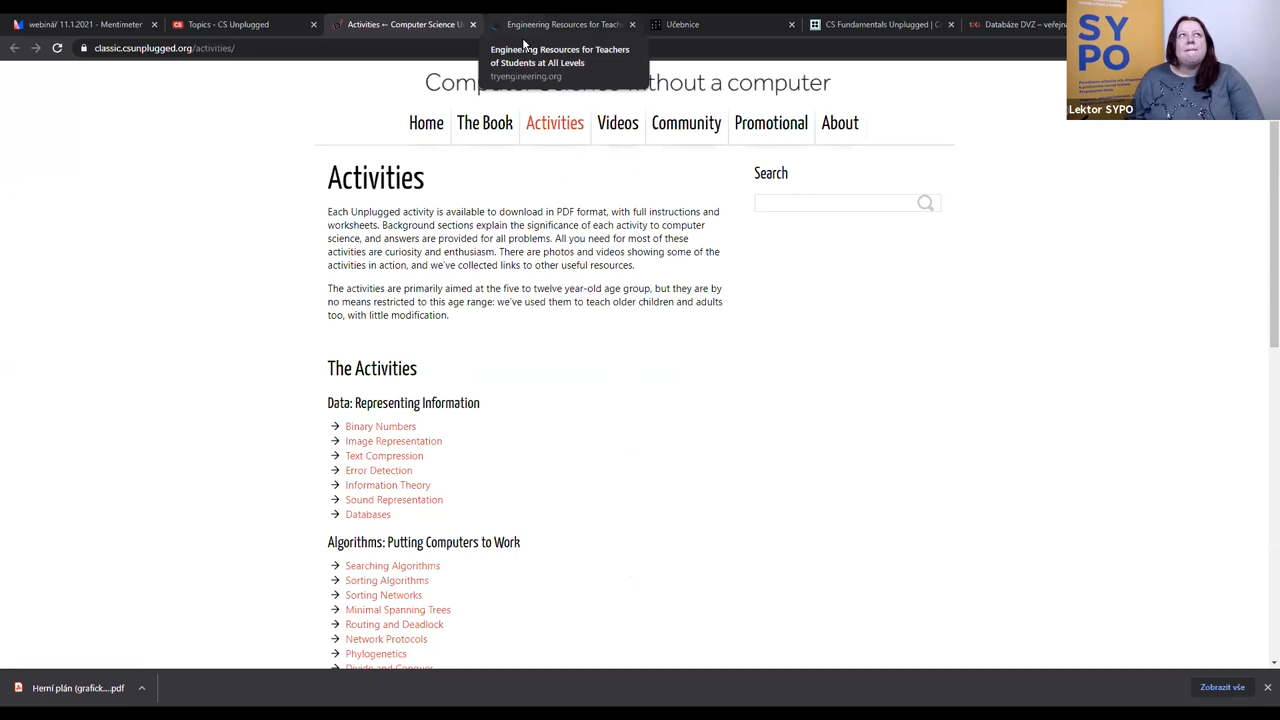 webinář 11.1.2021 - Mentimeter
Topics - CS Unplugged
Activities ← Computer Science U
Engineering Resources for Teach
Učebnice
CS Fundamentals Unplugged | C
Databáze DVZ – veřejn
classic.csunplugged.org/activities/
Engineering Resources for Teachers
of Students at All Levels
tryengineering.org
SY
PO
Lektor SYPO
Computer Science without a computer
Home
The Book
Activities
Videos
Community
Promotional
About
Activities
Search
Each Unplugged activity is available to download in PDF format, with full instructions and
worksheets. Background sections explain the significance of each activity to computer
science, and answers are provided for all problems. All you need for most of these
activities are curiosity and enthusiasm. There are photos and videos showing some of the
activities in action, and we've collected links to other useful resources.
The activities are primarily aimed at the five to twelve year-old age group, but they are by
no means restricted to this age range: we've used them to teach older children and adults
too, with little modification.
The Activities
Data: Representing Information
Binary Numbers
Image Representation
Text Compression
Error Detection
Information Theory
Sound Representation
Databases
Algorithms: Putting Computers to Work
Searching Algorithms
Sorting Algorithms
Sorting Networks
Minimal Spanning Trees
Routing and Deadlock
Network Protocols
Phylogenetics
Divide and Conquer
Herní plán (grafick....pdf
Zobrazit vše